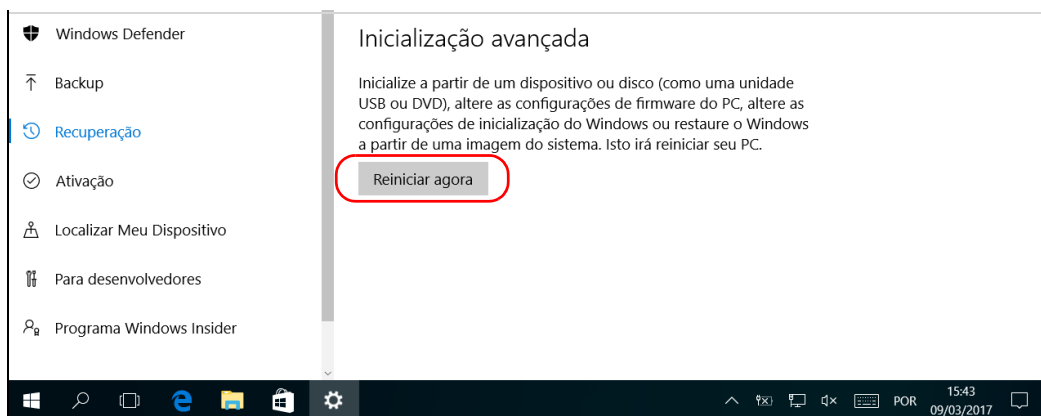 Windows Defender
Backup
Recuperação
Ativação
Localizar Meu Dispositivo
Para desenvolvedores
Programa Windows Insider
Inicialização avançada
Inicialize a partir de um dispositivo ou disco (como uma unidade
USB ou DVD), altere as configurações de firmware do PC, altere as
configurações de inicialização do Windows ou restaure o Windows
a partir de uma imagem do sistema. Isto irá reiniciar seu PC.
Reiniciar agora
POR
15:43
09/03/2017